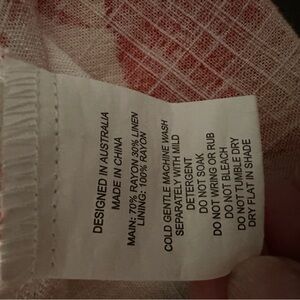 DESIGNED IN AUSTRALIA
MADE IN CHINA
MAIN: 70% RAYON 30% LINEN
LINING: 100% RAYON
COLD GENTLE MACHINE WASH
SEPARATELY WITH MILD
DETERGENT
DO NOT SOAK
DO NOT WRING OR RUB
DO NOT BLEACH
DO NOT TUMBLE DRY
DRY FLAT IN SHADE